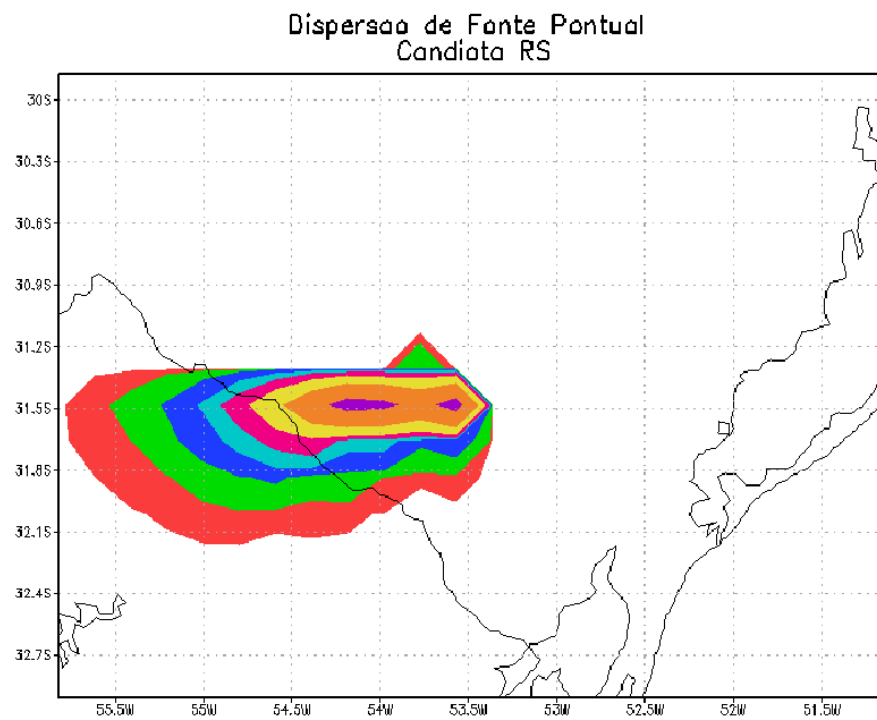 Dispersao de Fonte Pontual
Candiota RS
30S
30.3S
30.6S
30.9S
31.2S
31.5S
31.8S
32.1S
32.4S
32.7S
55.5W 55W 54.5W 54W 53.5W 53W 52.5W 52W 51.5W